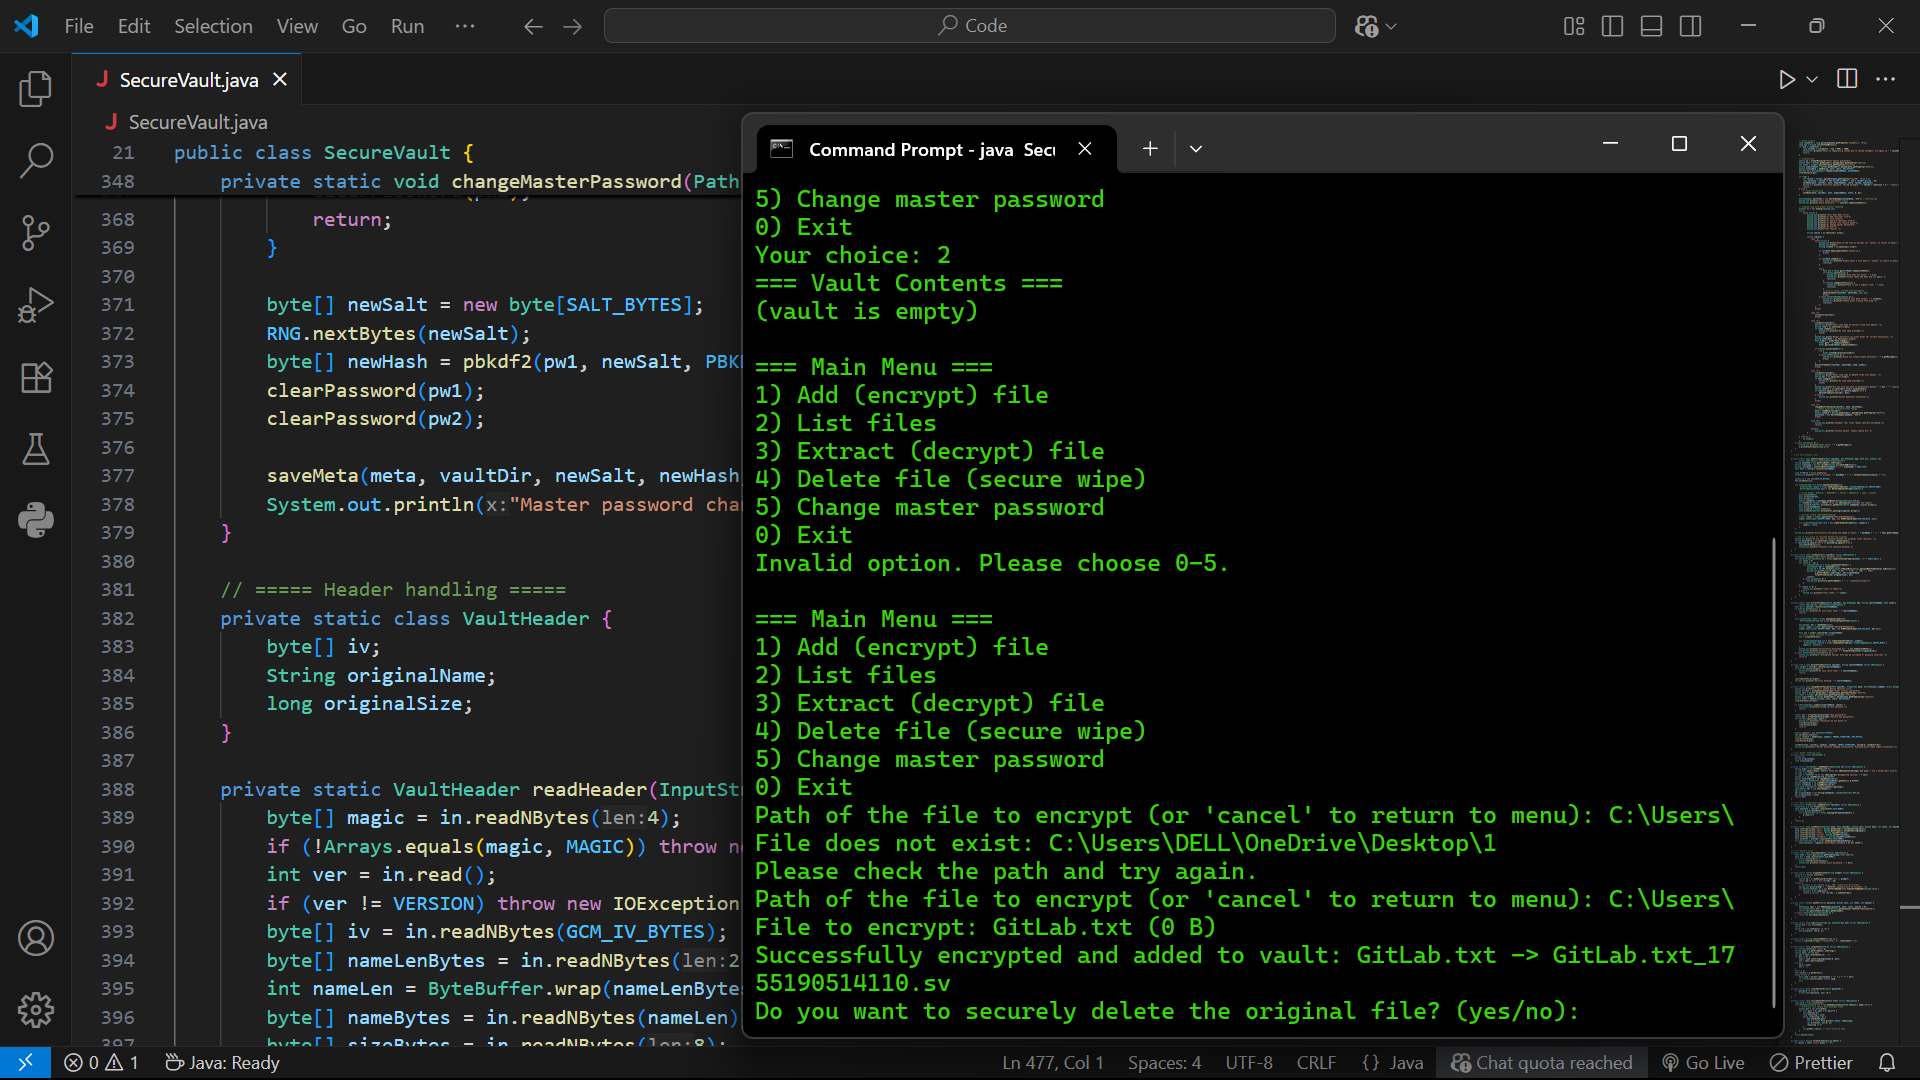 File Edit Selection View Go Run ··· Code
SecureVault.java
SecureVault.java
21 public class SecureVault {
348 private static void changeMasterPassword(Path
368 return;
369 }
370
371 byte[] newSalt = new byte[SALT_BYTES];
372 RNG.nextBytes(newSalt);
373 byte[] newHash = pbkdf2(pw1, newSalt, PBK
374 clearPassword(pw1);
375 clearPassword(pw2);
376
377 saveMeta(meta, vaultDir, newSalt, newHash
378 System.out.println(x:"Master password cha
379 }
380
381 // ===== Header handling =====
382 private static class VaultHeader {
383 byte[] iv;
384 String originalName;
385 long originalSize;
386 }
387
388 private static VaultHeader readHeader(InputStr
389 byte[] magic = in.readNBytes(len:4);
390 if (!Arrays.equals(magic, MAGIC)) throw n
391 int ver = in.read();
392 if (ver != VERSION) throw new IOException
393 byte[] iv = in.readNBytes(GCM_IV_BYTES);
394 byte[] nameLenBytes = in.readNBytes(len:2
395 int nameLen = ByteBuffer.wrap(nameLenByte
396 byte[] nameBytes = in.readNBytes(nameLen)
397 byte[] sizeBytes = in.readNBytes(len:8);
Command Prompt - java Secu
5) Change master password
0) Exit
Your choice: 2
=== Vault Contents ===
(vault is empty)
=== Main Menu ===
1) Add (encrypt) file
2) List files
3) Extract (decrypt) file
4) Delete file (secure wipe)
5) Change master password
0) Exit
Invalid option. Please choose 0-5.
=== Main Menu ===
1) Add (encrypt) file
2) List files
3) Extract (decrypt) file
4) Delete file (secure wipe)
5) Change master password
0) Exit
Path of the file to encrypt (or 'cancel' to return to menu): C:\Users\
File does not exist: C:\Users\DELL\OneDrive\Desktop\1
Please check the path and try again.
Path of the file to encrypt (or 'cancel' to return to menu): C:\Users\
File to encrypt: GitLab.txt (0 B)
Successfully encrypted and added to vault: GitLab.txt -> GitLab.txt_17
55190514110.sv
Do you want to securely delete the original file? (yes/no):
0 1 Java: Ready Ln 477, Col 1 Spaces: 4 UTF-8 CRLF {} Java Chat quota reached Go Live Prettier